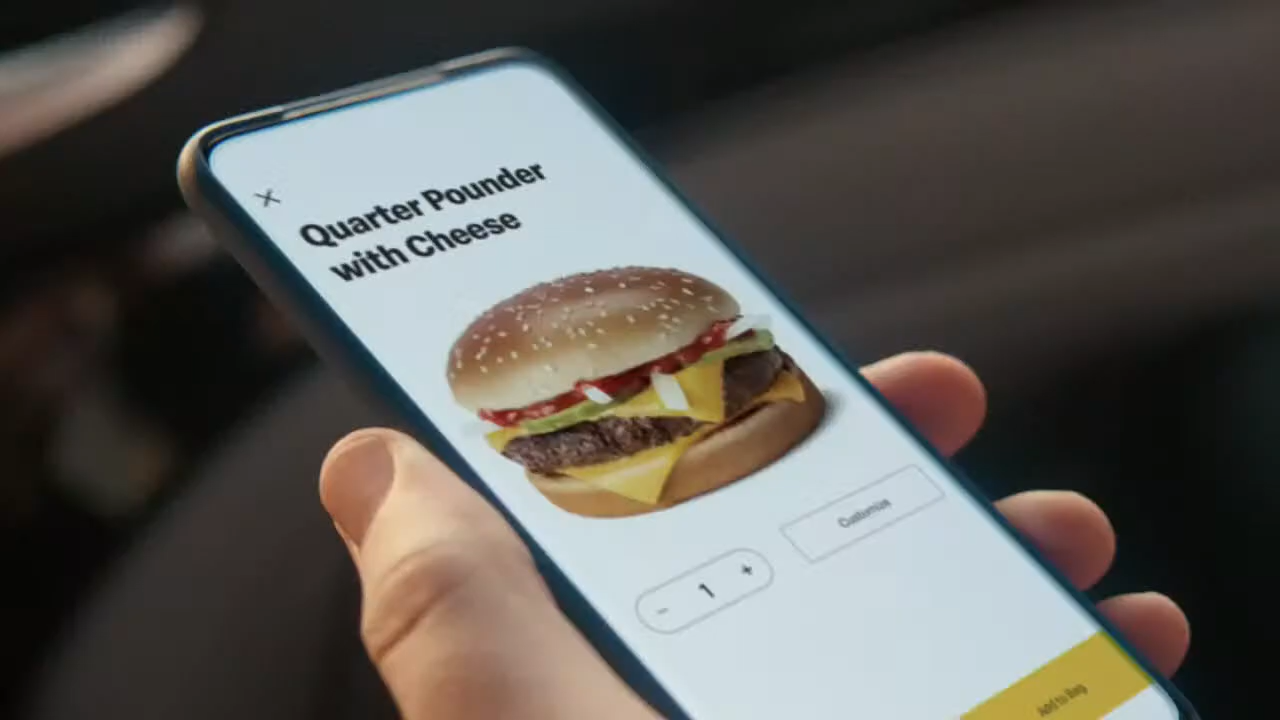 Quarter Pounder
with Cheese
Customize
- 1 +
Add to Bag